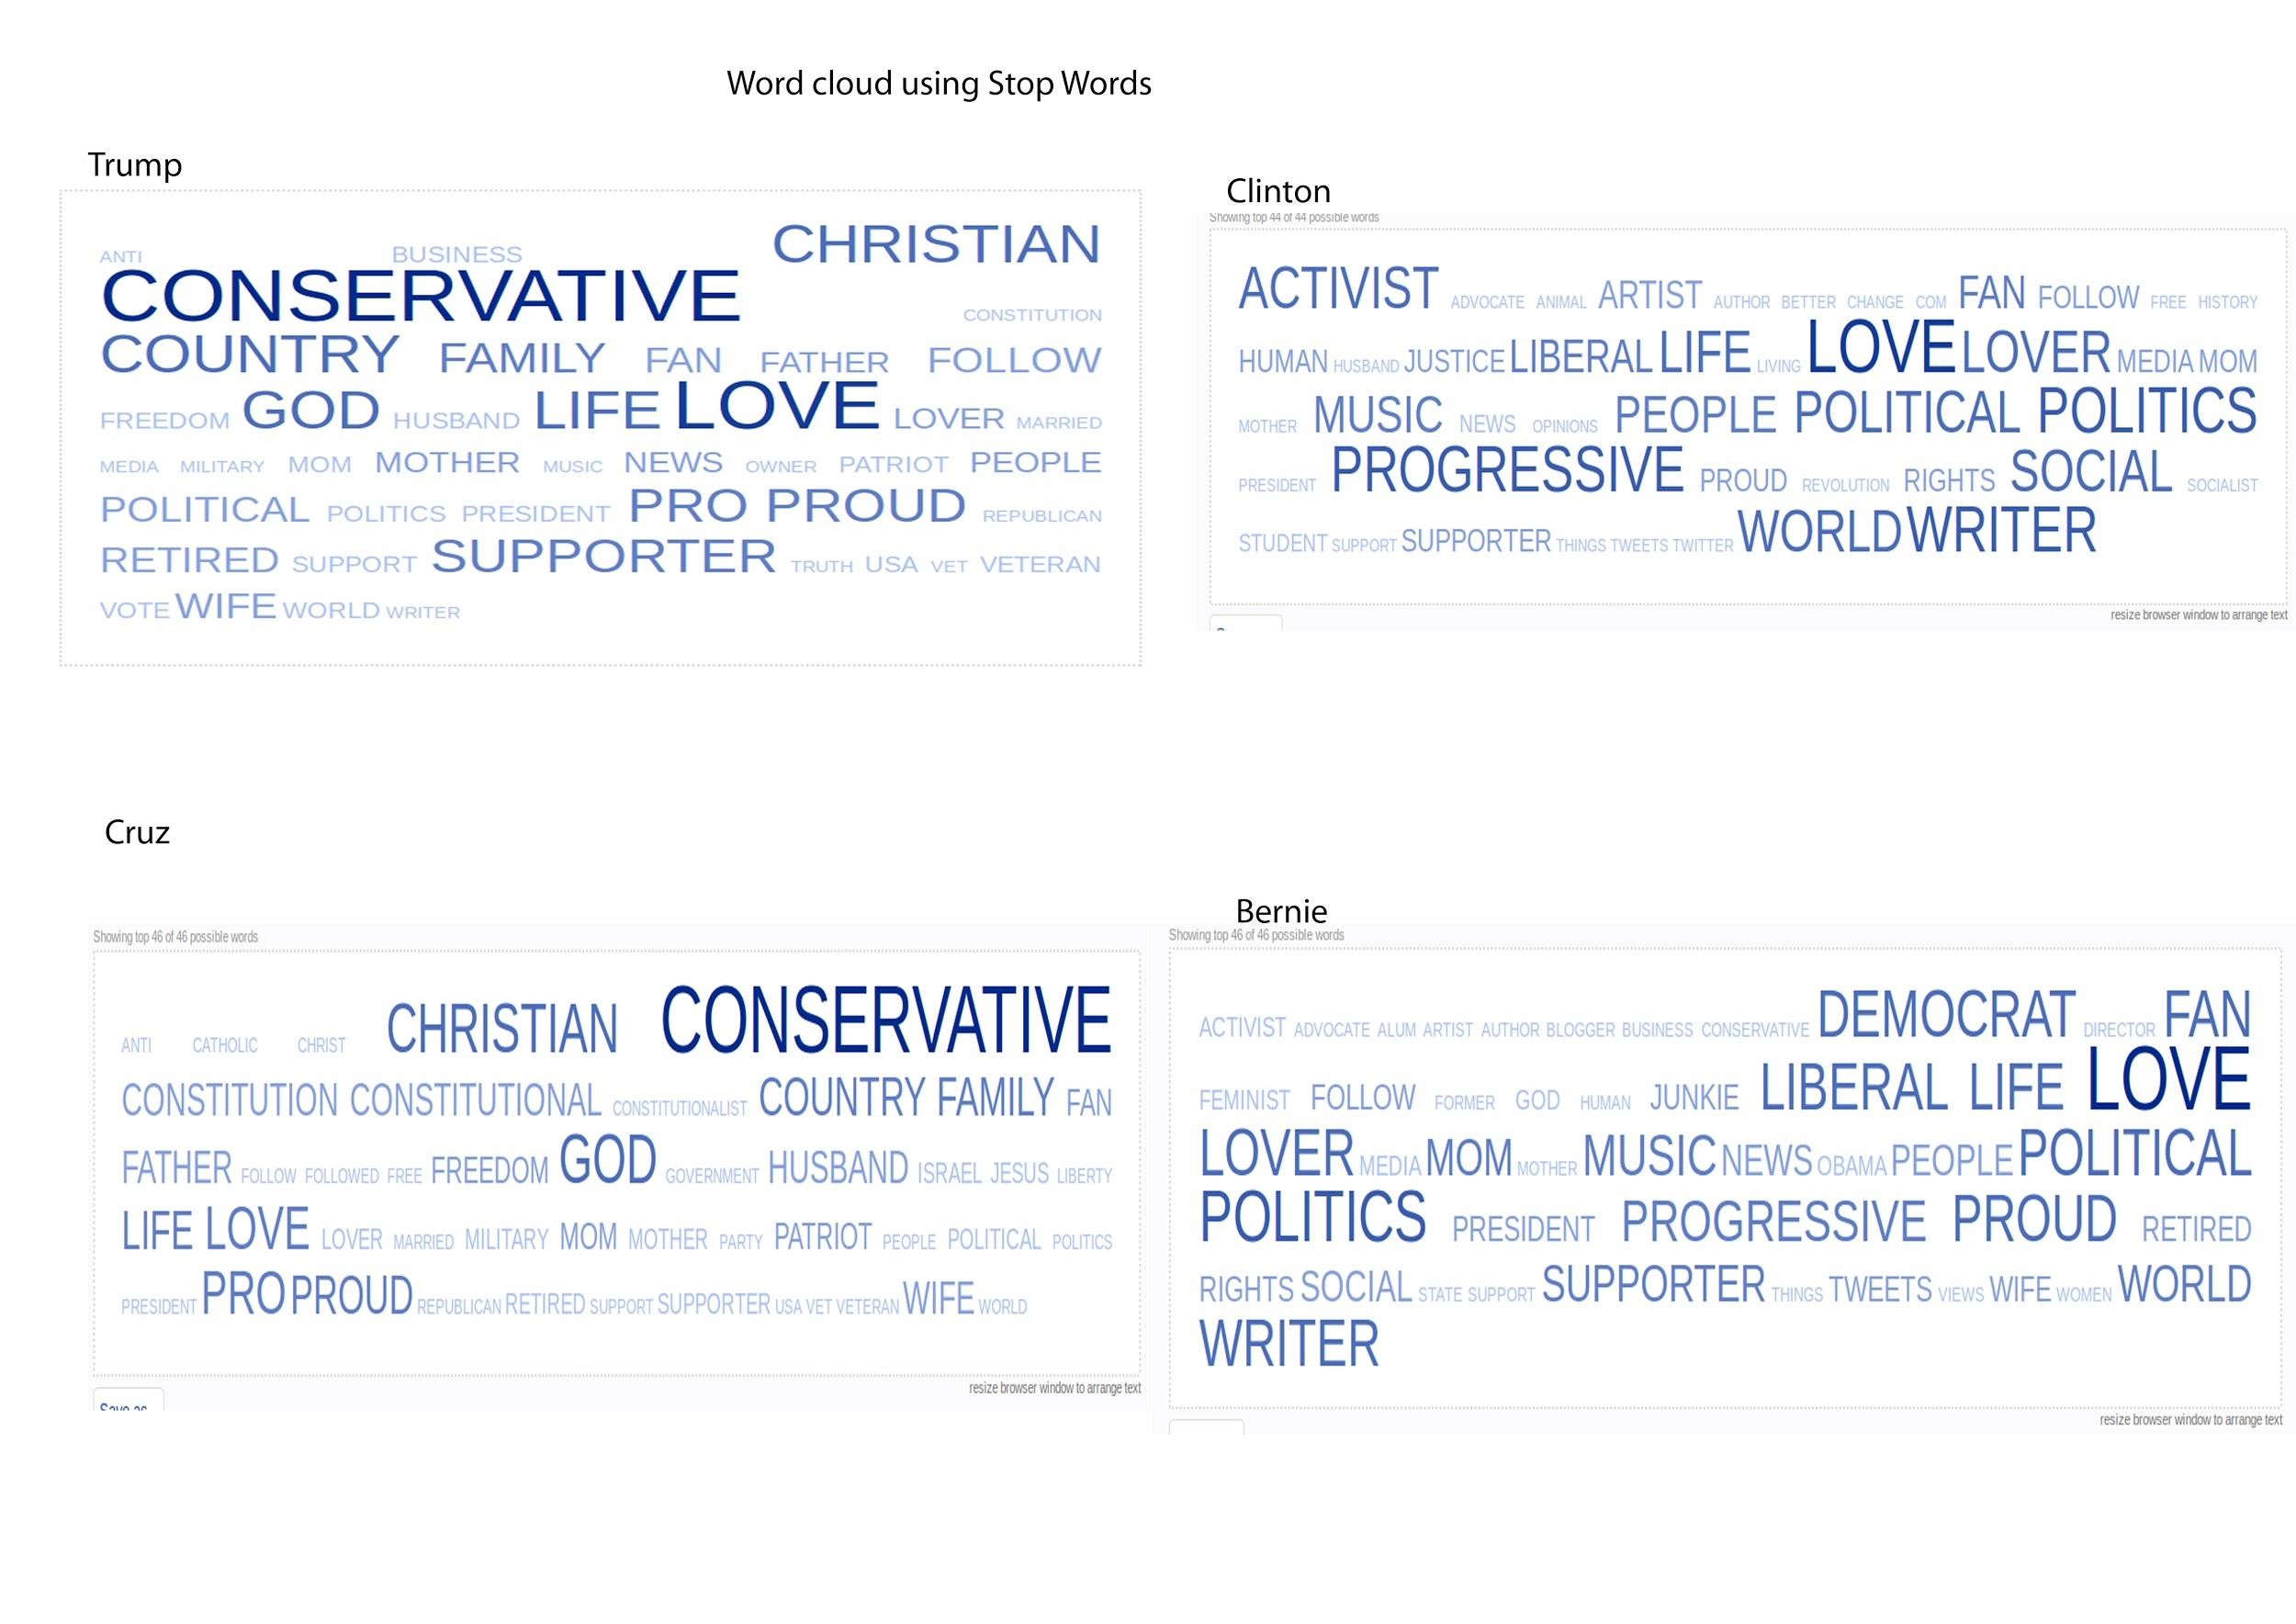 Word cloud using Stop Words
Trump
ANTI BUSINESS CHRISTIAN
CONSERVATIVE CONSTITUTION
COUNTRY FAMILY FAN FATHER FOLLOW
FREEDOM GOD HUSBAND LIFE LOVE LOVER MARRIED
MEDIA MILITARY MOM MOTHER MUSIC NEWS OWNER PATRIOT PEOPLE
POLITICAL POLITICS PRESIDENT PRO PROUD REPUBLICAN
RETIRED SUPPORT SUPPORTER TRUTH USA VET VETERAN
VOTE WIFE WORLD WRITER
Clinton
Showing top 44 of 44 possible words
ACTIVIST ADVOCATE ANIMAL ARTIST AUTHOR BETTER CHANGE COM FAN FOLLOW FREE HISTORY
HUMAN HUSBAND JUSTICE LIBERAL LIFE LIVING LOVE LOVER MEDIA MOM
MOTHER MUSIC NEWS OPINIONS PEOPLE POLITICAL POLITICS
PRESIDENT PROGRESSIVE PROUD REVOLUTION RIGHTS SOCIAL SOCIALIST
STUDENT SUPPORT SUPPORTER THINGS TWEETS TWITTER WORLD WRITER
resize browser window to arrange text
Cruz
Showing top 46 of 46 possible words
ANTI CATHOLIC CHRIST CHRISTIAN CONSERVATIVE
CONSTITUTION CONSTITUTIONAL CONSTITUTIONALIST COUNTRY FAMILY FAN
FATHER FOLLOW FOLLOWED FREE FREEDOM GOD GOVERNMENT HUSBAND ISRAEL JESUS LIBERTY
LIFE LOVE LOVER MARRIED MILITARY MOM MOTHER PARTY PATRIOT PEOPLE POLITICAL POLITICS
PRESIDENT PRO PROUD REPUBLICAN RETIRED SUPPORT SUPPORTER USA VET VETERAN WIFE WORLD
resize browser window to arrange text
Save as
Bernie
Showing top 46 of 46 possible words
ACTIVIST ADVOCATE ALUM ARTIST AUTHOR BLOGGER BUSINESS CONSERVATIVE DEMOCRAT DIRECTOR FAN
FEMINIST FOLLOW FORMER GOD HUMAN JUNKIE LIBERAL LIFE LOVE
LOVER MEDIA MOM MOTHER MUSIC NEWS OBAMA PEOPLE POLITICAL
POLITICS PRESIDENT PROGRESSIVE PROUD RETIRED
RIGHTS SOCIAL STATE SUPPORT SUPPORTER THINGS TWEETS VIEWS WIFE WOMEN WORLD
WRITER
resize browser window to arrange text